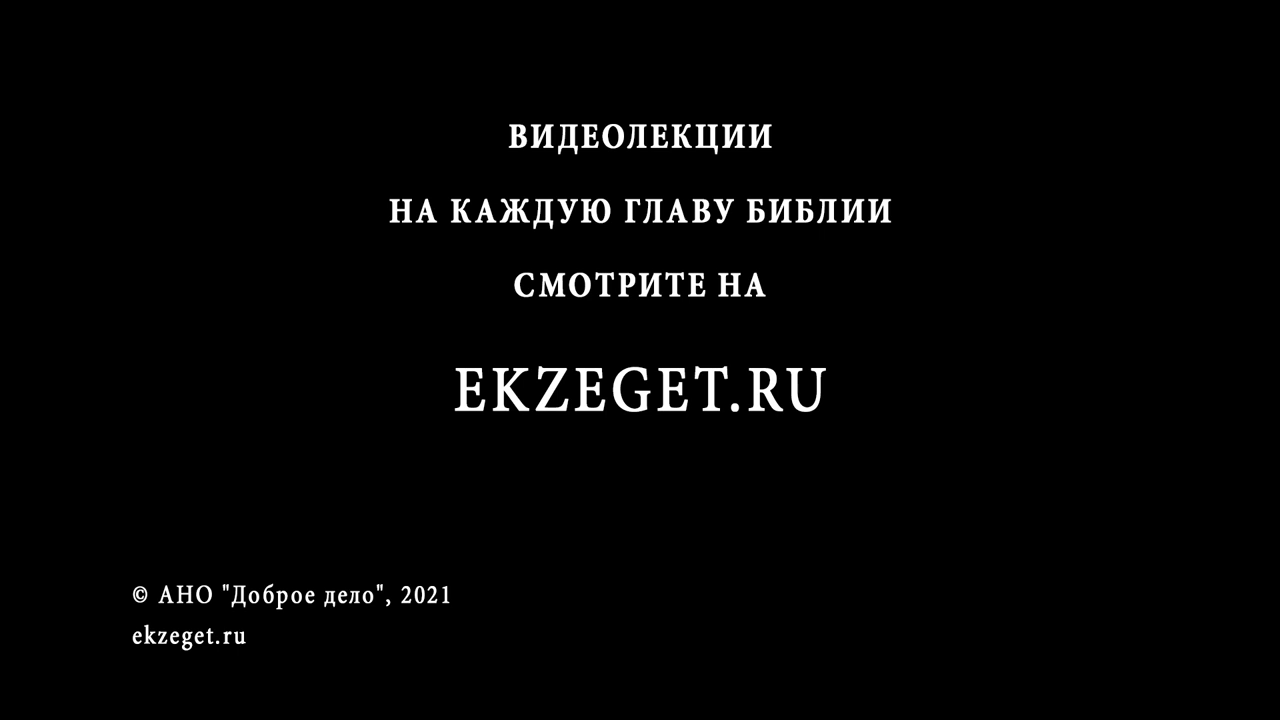 ВИДЕОЛЕКЦИИ
НА КАЖДУЮ ГЛАВУ БИБЛИИ
СМОТРИТЕ НА
EKZEGET.RU
© АНО "Доброе дело", 2021
ekzeget.ru